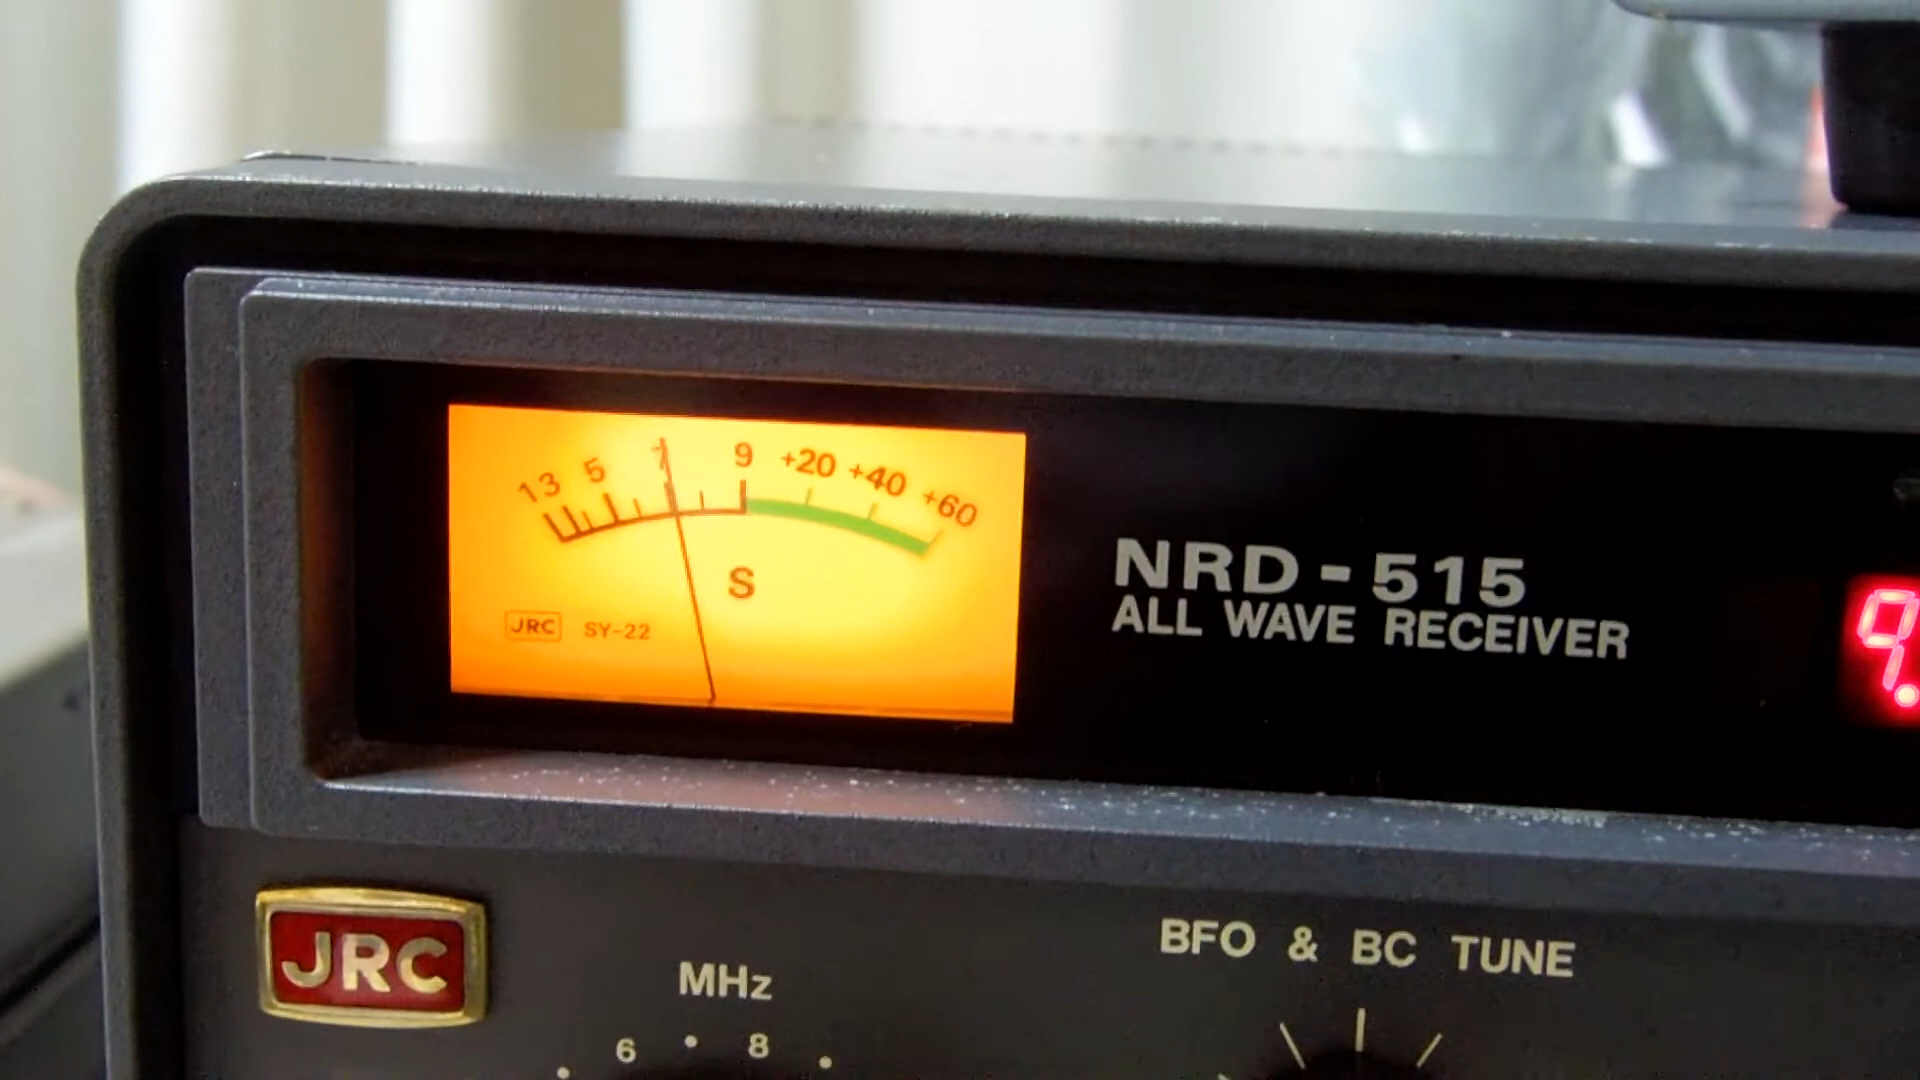 1 3 5 7 9 +20 +40 +60
S
JRC SY-22
NRD-515
ALL WAVE RECEIVER
9.
JRC
MHz
6 • 8
BFO & BC TUNE